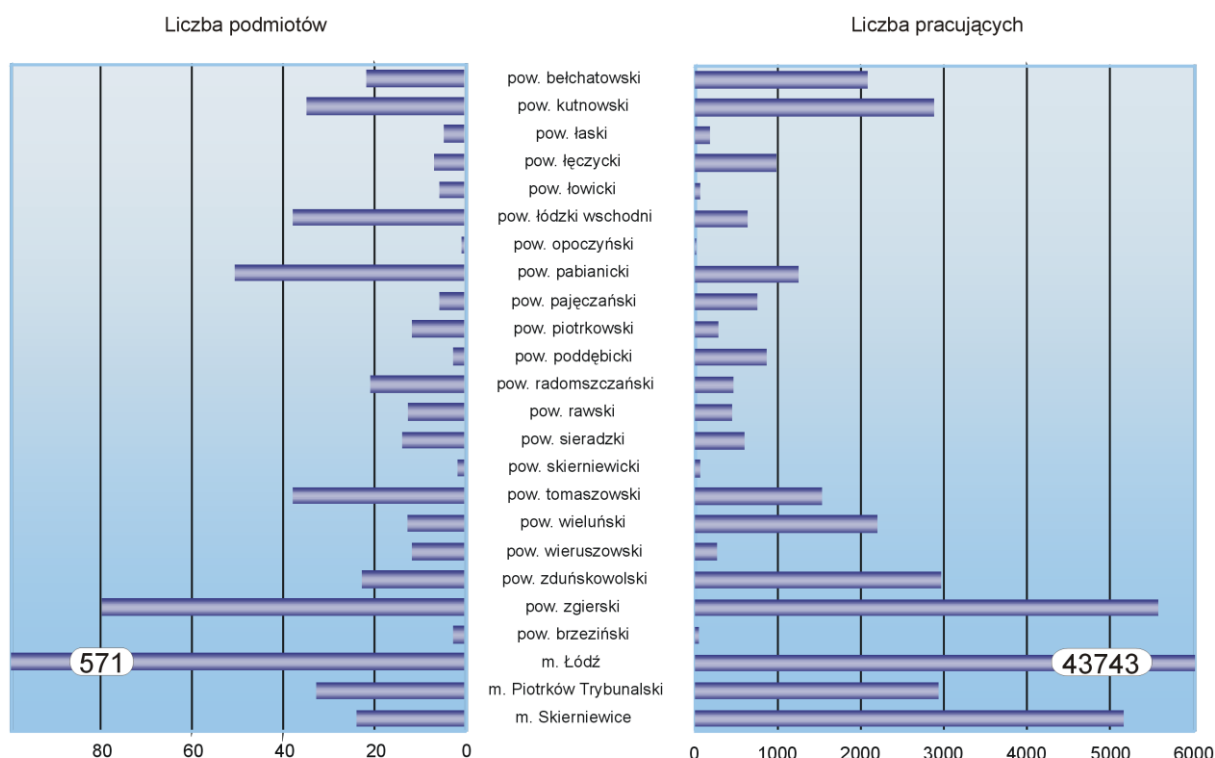 Liczba podmiotów
Liczba pracujących
pow. bełchatowski
pow. kutnowski
pow. łaski
pow. łęczycki
pow. łowicki
pow. łódzki wschodni
pow. opoczyński
pow. pabianicki
pow. pajęczański
pow. piotrkowski
pow. poddębicki
pow. radomszczański
pow. rawski
pow. sieradzki
pow. skierniewicki
pow. tomaszowski
pow. wieluński
pow. wieruszowski
pow. zduńskowolski
pow. zgierski
pow. brzeziński
571 m. Łódź 43743
m. Piotrków Trybunalski
m. Skierniewice
80 60 40 20 0
0 1000 2000 3000 4000 5000 6000